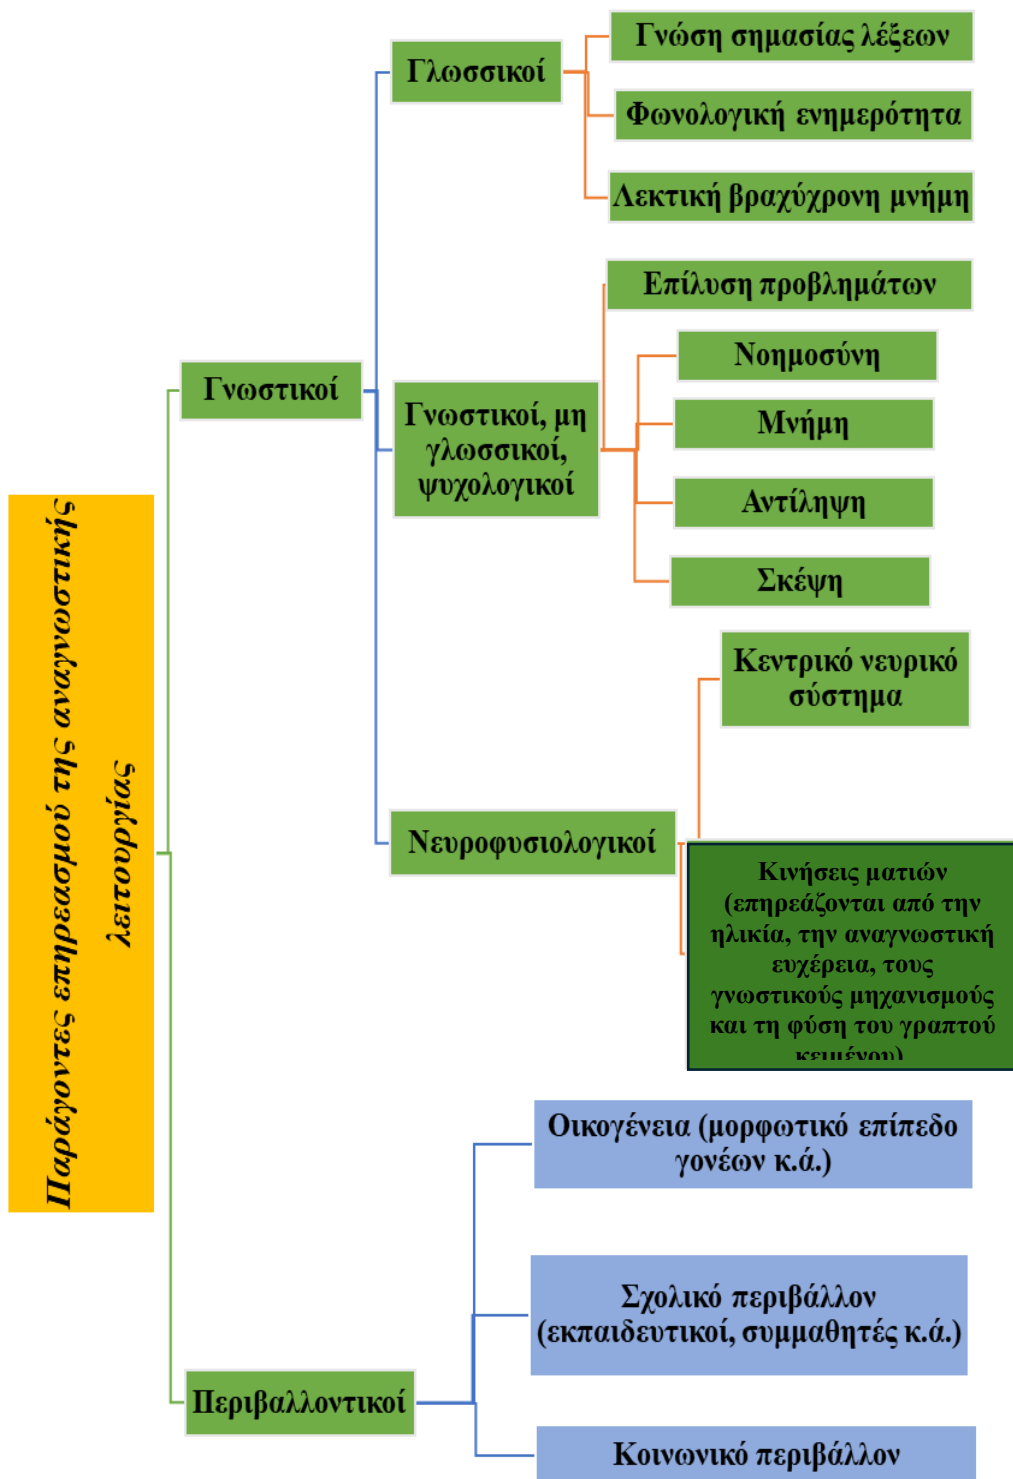 Παράγοντες επηρεασμού της αναγνωστικής
λειτουργίας
Γνωστικοί
Γλωσσικοί
Γνώση σημασίας λέξεων
Φωνολογική ενημερότητα
Λεκτική βραχύχρονη μνήμη
Γνωστικοί, μη
γλωσσικοί,
ψυχολογικοί
Επίλυση προβλημάτων
Νοημοσύνη
Μνήμη
Αντίληψη
Σκέψη
Νευροφυσιολογικοί
Κεντρικό νευρικό
σύστημα
Κινήσεις ματιών
(επηρεάζονται από την
ηλικία, την αναγνωστική
ευχέρεια, τους
γνωστικούς μηχανισμούς
και τη φύση του γραπτού
κειμένου)
Περιβαλλοντικοί
Οικογένεια (μορφωτικό επίπεδο
γονέων κ.ά.)
Σχολικό περιβάλλον
(εκπαιδευτικοί, συμμαθητές κ.ά.)
Κοινωνικό περιβάλλον